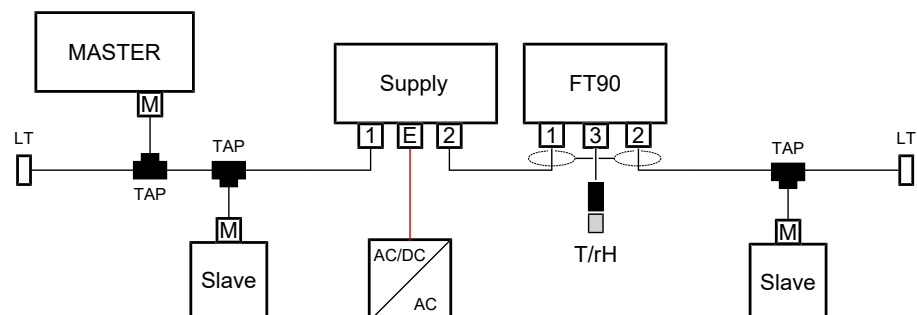 MASTER
M
LT
TAP
TAP
Supply
1 E 2
FT90
1 3 2
T/rH
TAP
LT
M
Slave
AC/DC
AC
M
Slave